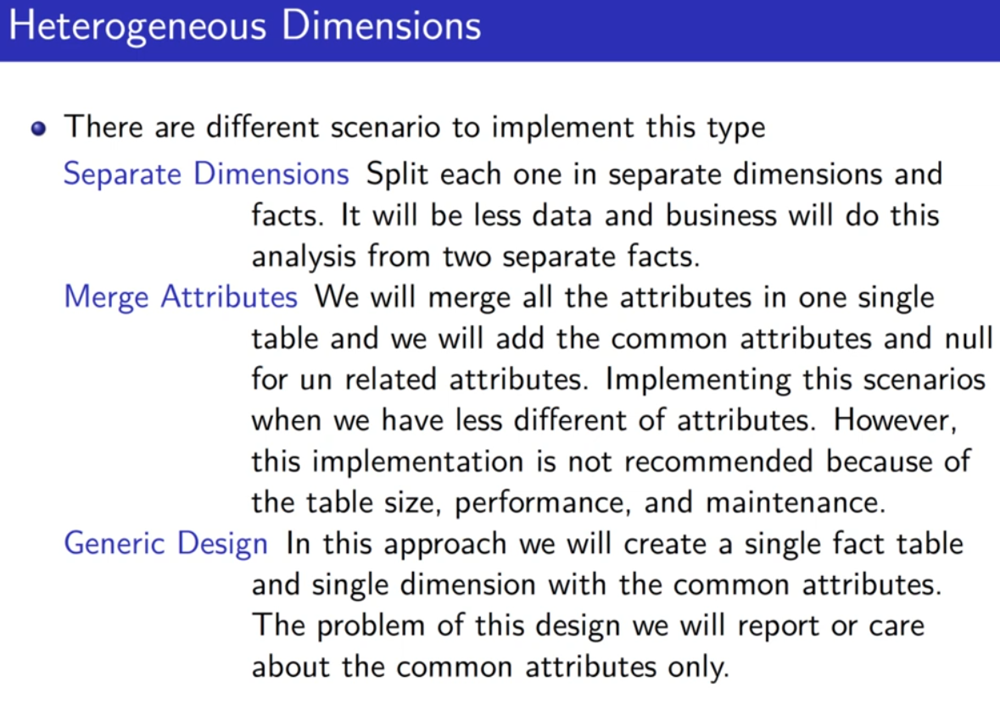 Heterogeneous Dimensions
There are different scenario to implement this type
Separate Dimensions Split each one in separate dimensions and
facts. It will be less data and business will do this
analysis from two separate facts.
Merge Attributes We will merge all the attributes in one single
table and we will add the common attributes and null
for un related attributes. Implementing this scenarios
when we have less different of attributes. However,
this implementation is not recommended because of
the table size, performance, and maintenance.
Generic Design In this approach we will create a single fact table
and single dimension with the common attributes.
The problem of this design we will report or care
about the common attributes only.